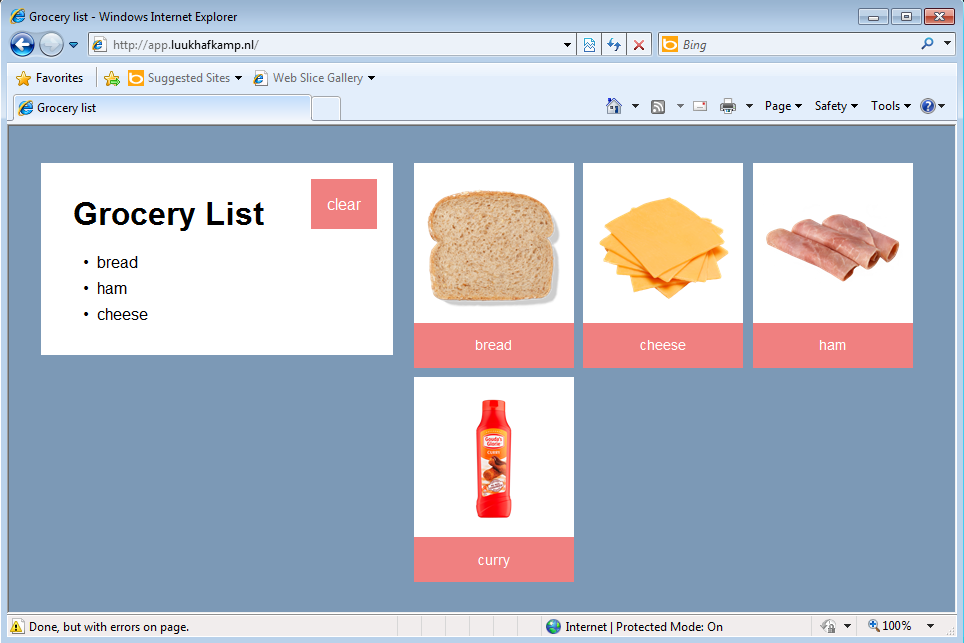 Grocery list - Windows Internet Explorer
http://app.luukhafkamp.nl/
Bing
Favorites
Suggested Sites
Web Slice Gallery
Grocery list
Page
Safety
Tools
Grocery List
clear
• bread
• ham
• cheese
bread
cheese
ham
Gouda's
Glorie
CURRY
curry
Done, but with errors on page.
Internet | Protected Mode: On
100%